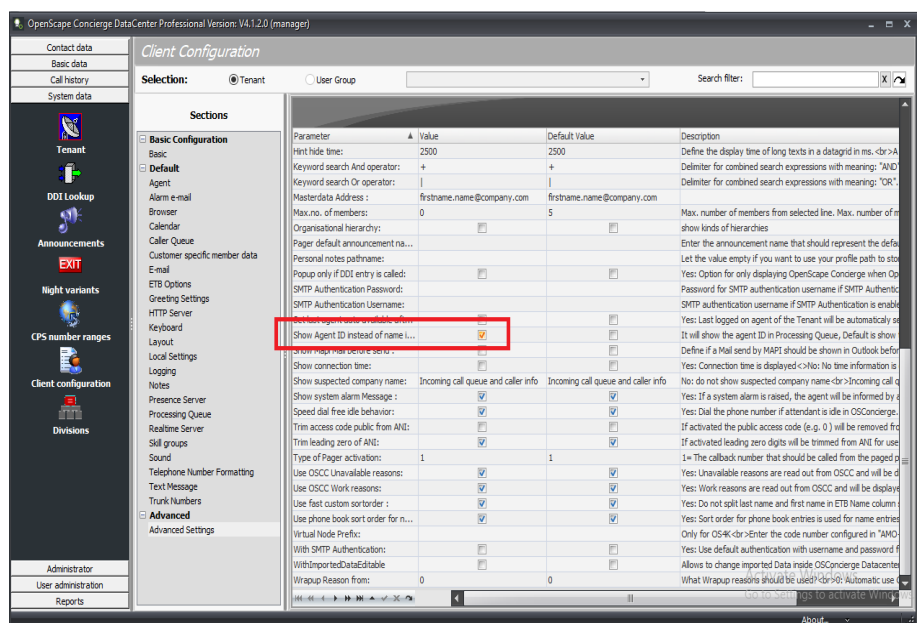 OpenScape Concierge DataCenter Professional Version: V4.1.2.0 (manager)
Contact data
Basic data
Call history
System data
Tenant
DDI Lookup
Announcements
EXIT
Night variants
CPS number ranges
Client configuration
Divisions
Administrator
User administration
Reports
Client Configuration
Selection: Tenant User Group Search filter: X
Sections
Basic Configuration
Basic
Default
Agent
Alarm e-mail
Browser
Calendar
Caller Queue
Customer specific member data
E-mail
ETB Options
Greeting Settings
HTTP Server
Keyboard
Layout
Local Settings
Logging
Notes
Presence Server
Processing Queue
Realtime Server
Skill groups
Sound
Telephone Number Formatting
Text Message
Trunk Numbers
Advanced
Advanced Settings
Parameter Value Default Value Description
Hint hide time: 2500 2500 Define the display time of long texts in a datagrid in ms.<br>A
Keyword search And operator: + + Delimiter for combined search expressions with meaning: "AND"
Keyword search Or operator: | | Delimiter for combined search expressions with meaning: "OR".
Masterdata Address : firstname.name@company.com firstname.name@company.com
Max.no. of members: 0 5 Max. number of members from selected line. Max. number of m
Organisational hierarchy: show kinds of hierarchies
Pager default announcement na... Enter the announcement name that should represent the defau
Personal notes pathname: Let the value empty if you want to use your profile path to sto
Popup only if DDI entry is called: Yes: Option for only displaying OpenScape Concierge when Op
SMTP Authentication Password: Password for SMTP authentication username if SMTP Authentic
SMTP Authentication Username: SMTP authentication username if SMTP Authentication is enable
Set last agent auto available aft... Yes: Last logged on agent of the Tenant will be automaticaly se
Show Agent ID instead of name i... It will show the agent ID in Processing Queue, Default is show
Show Mapi Mail before send : Define if a Mail send by MAPI should be shown in Outlook befor
Show connection time: Yes: Connection time is displayed<>No: No time information is
Show suspected company name: Incoming call queue and caller info Incoming call queue and caller info No: do not show suspected company name<br>Incoming call q
Show system alarm Message : Yes: If a system alarm is raised, the agent will be informed by a
Speed dial free idle behavior: Yes: Dial the phone number if attendant is idle in OSCConcierge.
Trim access code public from ANI: If activated the public access code (e.g. 0 ) will be removed fro
Trim leading zero of ANI: If activated leading zero digits will be trimmed from ANI for use
Type of Pager activation: 1 1 1= The callback number that should be called from the paged p
Use OSCC Unavailable reasons: Yes: Unavailable reasons are read out from OSCC and will be d
Use OSCC Work reasons: Yes: Work reasons are read out from OSCC and will be displaye
Use fast custom sortorder : Yes: Do not split last name and first name in ETB Name column
Use phone book sort order for n... Yes: Sort order for phone book entries is used for name entries
Virtual Node Prefix: Only for OS4K<br>Enter the code number configured in "AMO-
With SMTP Authentication: Yes: Use default authentication with username and password f
WithImportedDataEditable Allows to change imported Data inside OSConcierge Datacenter
Wrapup Reason from: 0 0 What Wrapup reasons should be used?<br>0: Automatic use
Activate Windows
Go to Settings to activate Windows
About..